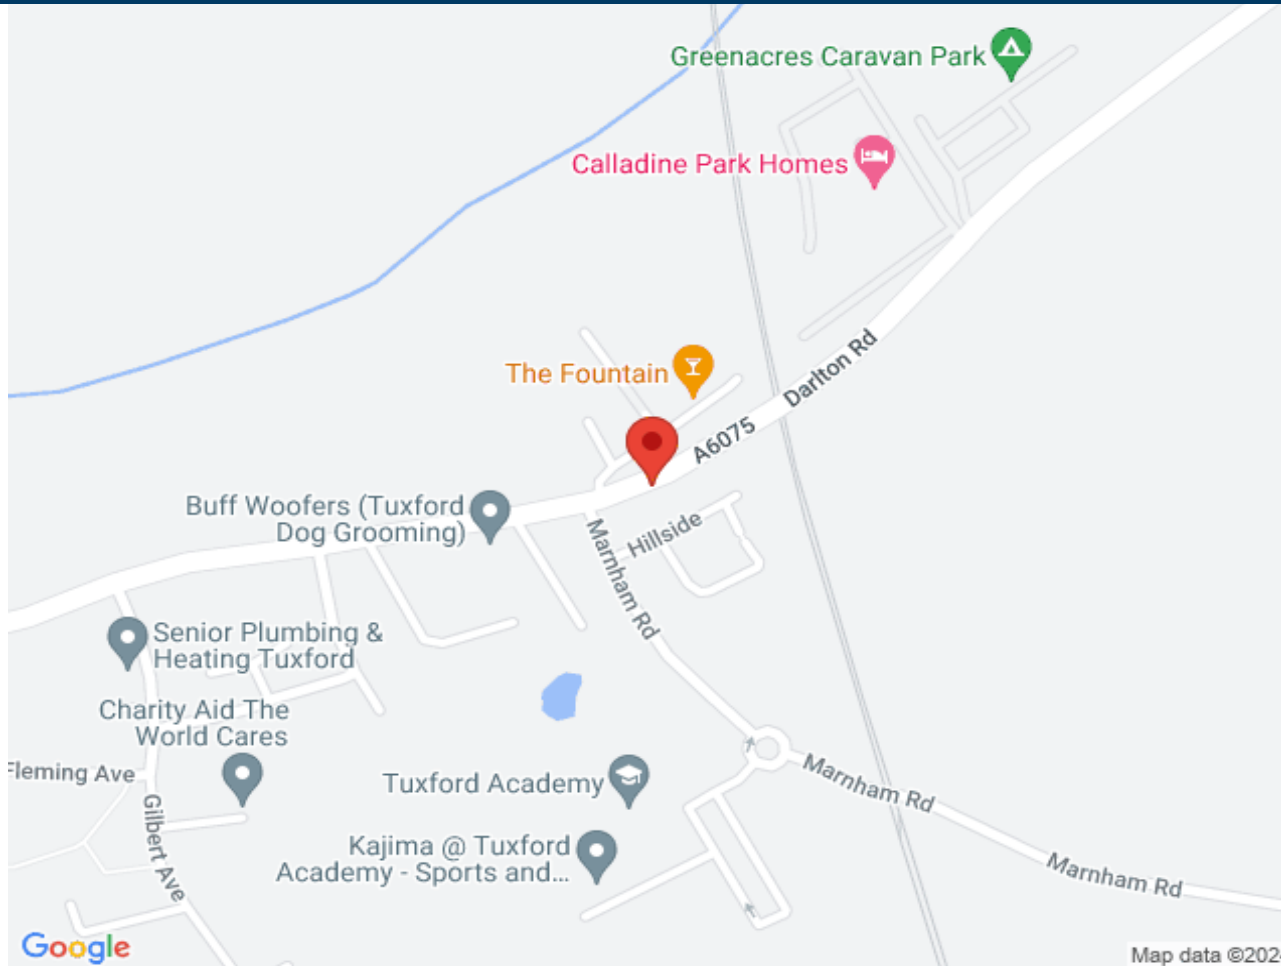 Greenacres Caravan Park
Calladine Park Homes
Darlton Rd
The Fountain
A6075
Buff Woofers (Tuxford
Dog Grooming)
Hillside
Marnham Rd
Senior Plumbing &
Heating Tuxford
Charity Aid The
World Cares
Fleming Ave
Tuxford Academy
Marnham Rd
Gilbert Ave
Kajima @ Tuxford
Academy - Sports and...
Marnham Rd
Google
Map data ©202